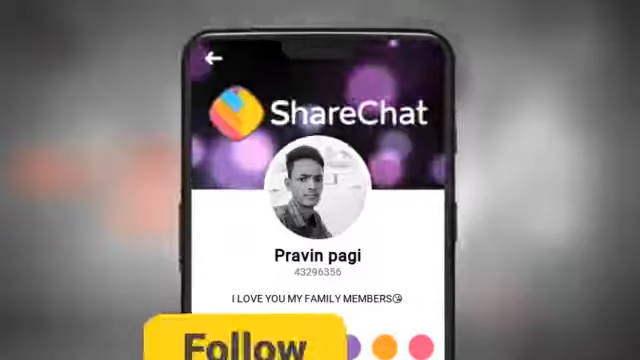 ShareChat
Pravin pagi
43296356
I LOVE YOU MY FAMILY MEMBERS😘
Follow